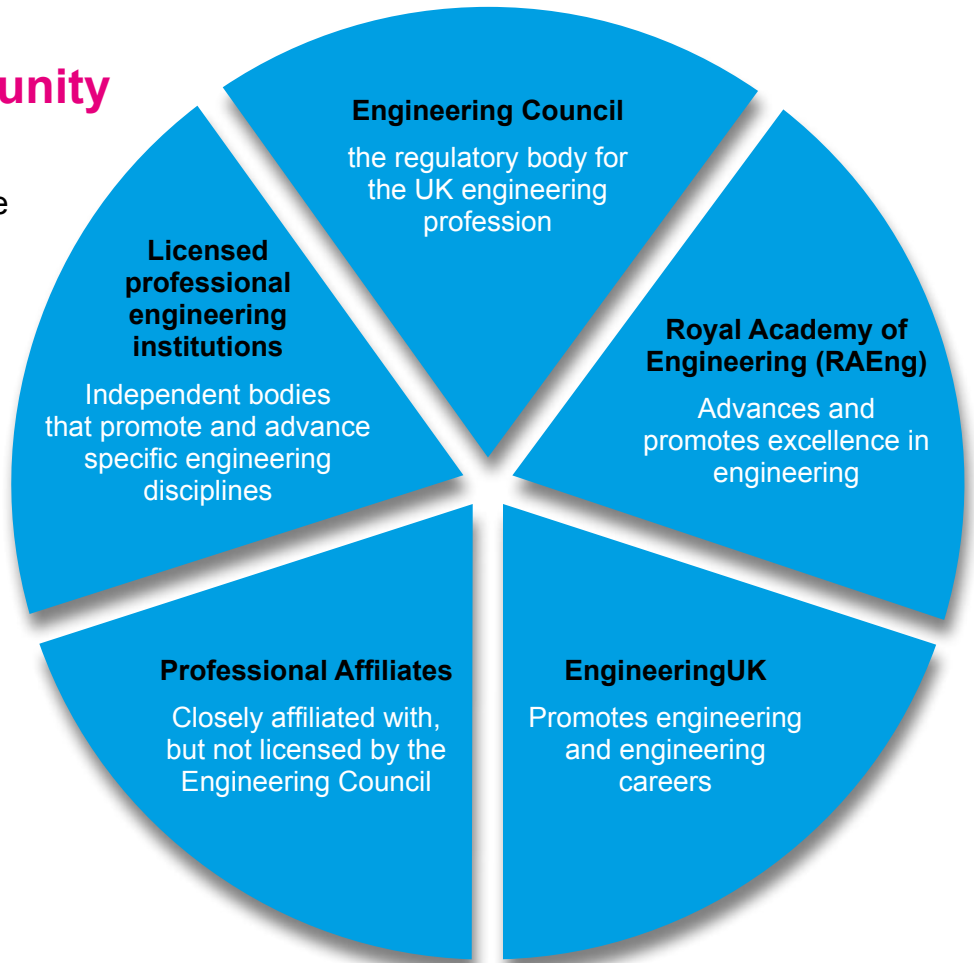 unity
e
Engineering Council
the regulatory body for
the UK engineering
profession
Royal Academy of
Engineering (RAEng)
Advances and
promotes excellence in
engineering
EngineeringUK
Promotes engineering
and engineering
careers
Professional Affiliates
Closely affiliated with,
but not licensed by the
Engineering Council
Licensed
professional
engineering
institutions
Independent bodies
that promote and advance
specific engineering
disciplines